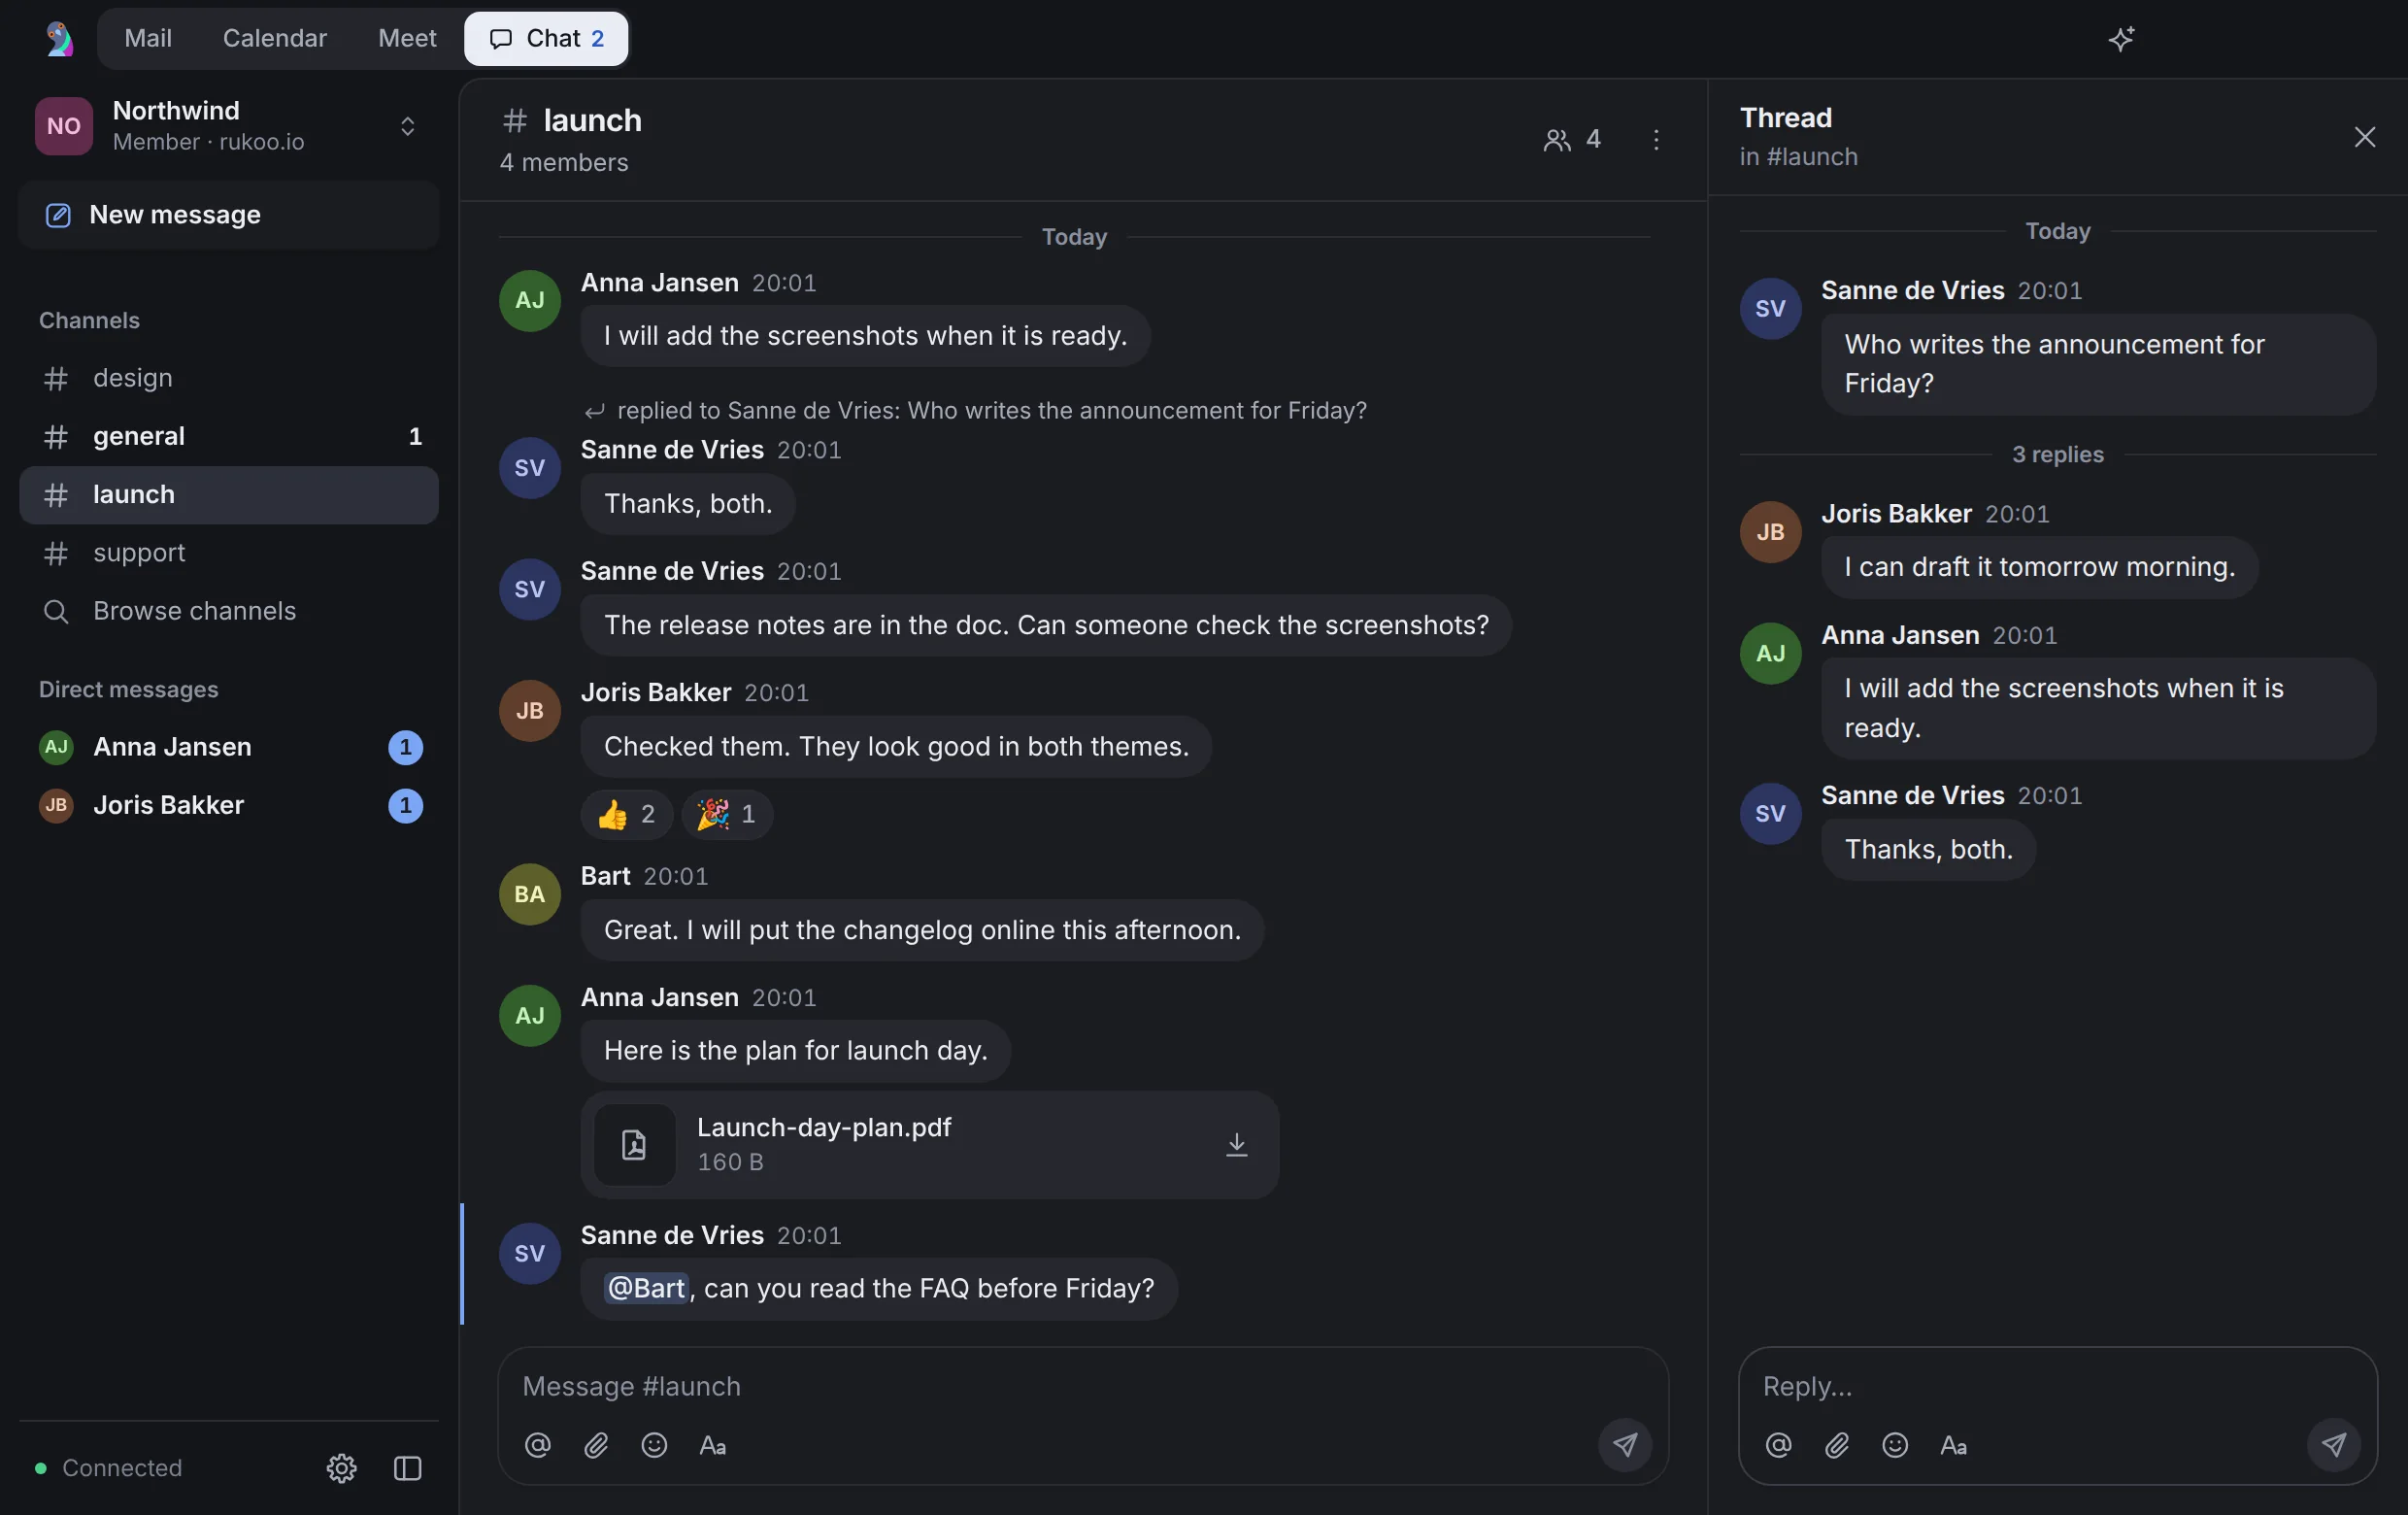 Mail
Calendar
Meet
Chat 2
NO
Northwind
Member · rukoo.io
New message
Channels
design
general 1
launch
support
Browse channels
Direct messages
AJ Anna Jansen 1
JB Joris Bakker 1
Connected
# launch
4 members
4
Today
AJ
Anna Jansen 20:01
I will add the screenshots when it is ready.
replied to Sanne de Vries: Who writes the announcement for Friday?
SV
Sanne de Vries 20:01
Thanks, both.
SV
Sanne de Vries 20:01
The release notes are in the doc. Can someone check the screenshots?
JB
Joris Bakker 20:01
Checked them. They look good in both themes.
👍 2 🎉 1
BA
Bart 20:01
Great. I will put the changelog online this afternoon.
AJ
Anna Jansen 20:01
Here is the plan for launch day.
Launch-day-plan.pdf
160 B
SV
Sanne de Vries 20:01
@Bart, can you read the FAQ before Friday?
Message #launch
Aa
Thread
in #launch
Today
SV
Sanne de Vries 20:01
Who writes the announcement for
Friday?
3 replies
JB
Joris Bakker 20:01
I can draft it tomorrow morning.
AJ
Anna Jansen 20:01
I will add the screenshots when it is
ready.
SV
Sanne de Vries 20:01
Thanks, both.
Reply...
Aa